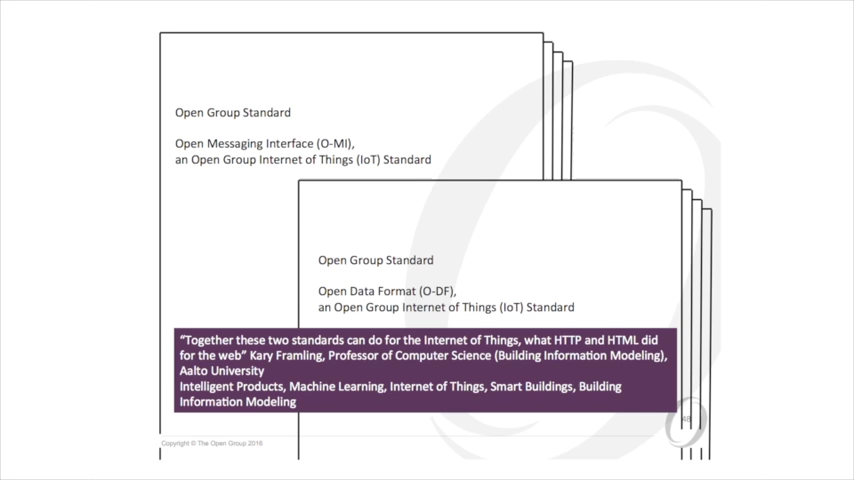 Open Group Standard
Open Messaging Interface (O-MI),
an Open Group Internet of Things (IoT) Standard
Open Group Standard
Open Data Format (O-DF),
an Open Group Internet of Things (IoT) Standard
“Together these two standards can do for the Internet of Things, what HTTP and HTML did
for the web” Kary Framling, Professor of Computer Science (Building Information Modeling),
Aalto University
Intelligent Products, Machine Learning, Internet of Things, Smart Buildings, Building
Information Modeling
48
Copyright © The Open Group 2016